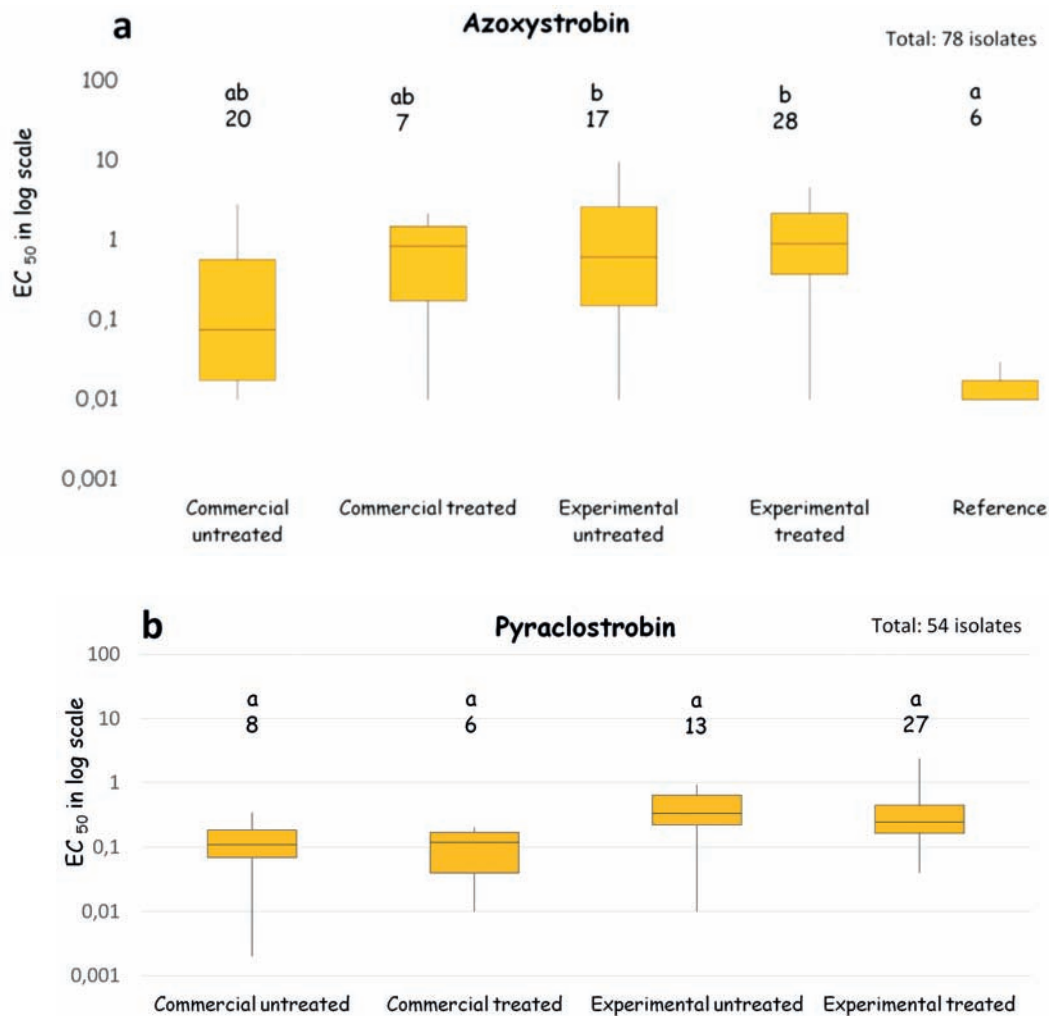 a
Azoxystrobin
Total: 78 isolates
EC 50 in log scale
100
10
1
0,1
0,01
0,001
ab
20
ab
7
b
17
b
28
a
6
Commercial
untreated
Commercial treated
Experimental
untreated
Experimental
treated
Reference
b
Pyraclostrobin
Total: 54 isolates
EC 50 in log scale
100
10
1
0,1
0,01
0,001
a
8
a
6
a
13
a
27
Commercial untreated
Commercial treated
Experimental untreated
Experimental treated